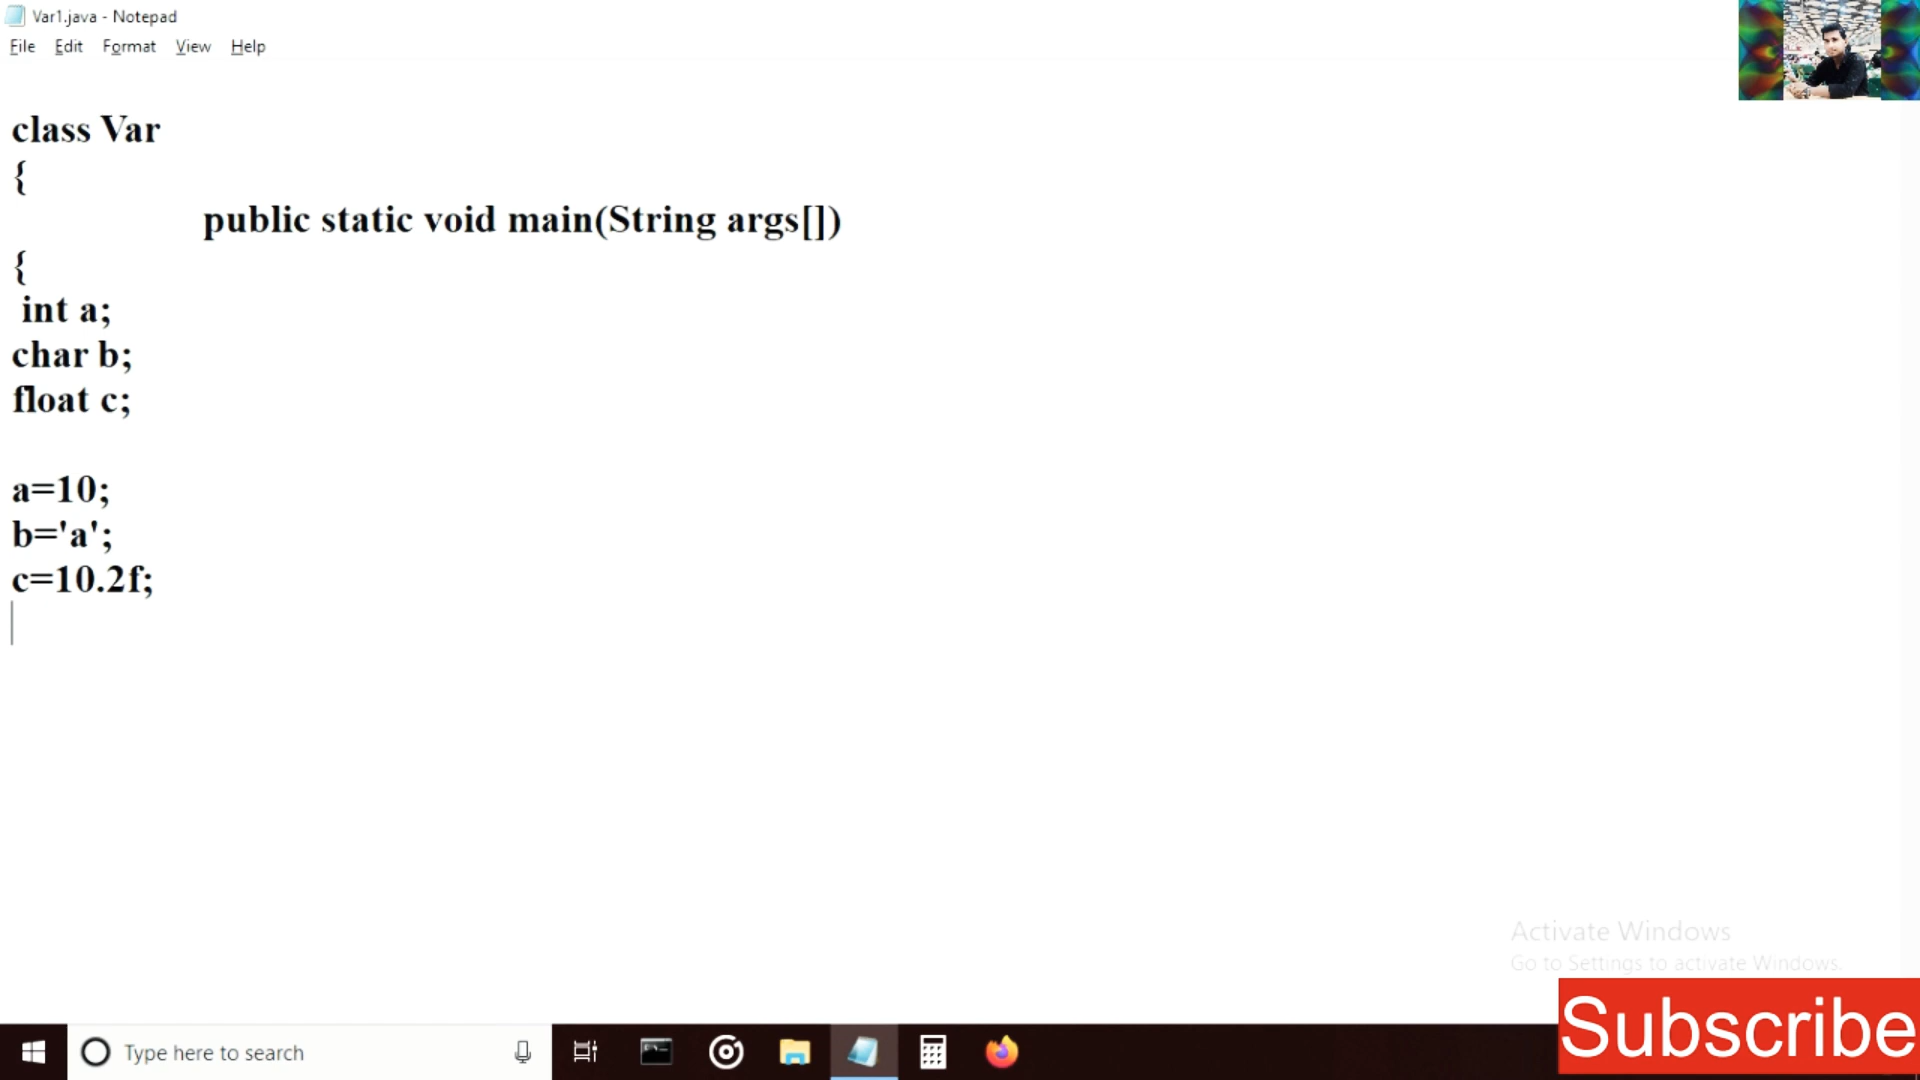 Var1.java - Notepad
File Edit Format View Help
class Var
{
public static void main(String args[])
{
int a;
char b;
float c;
a=10;
b='a';
c=10.2f;
Activate Windows
Go to Settings to activate Windows.
Subscribe
Type here to search